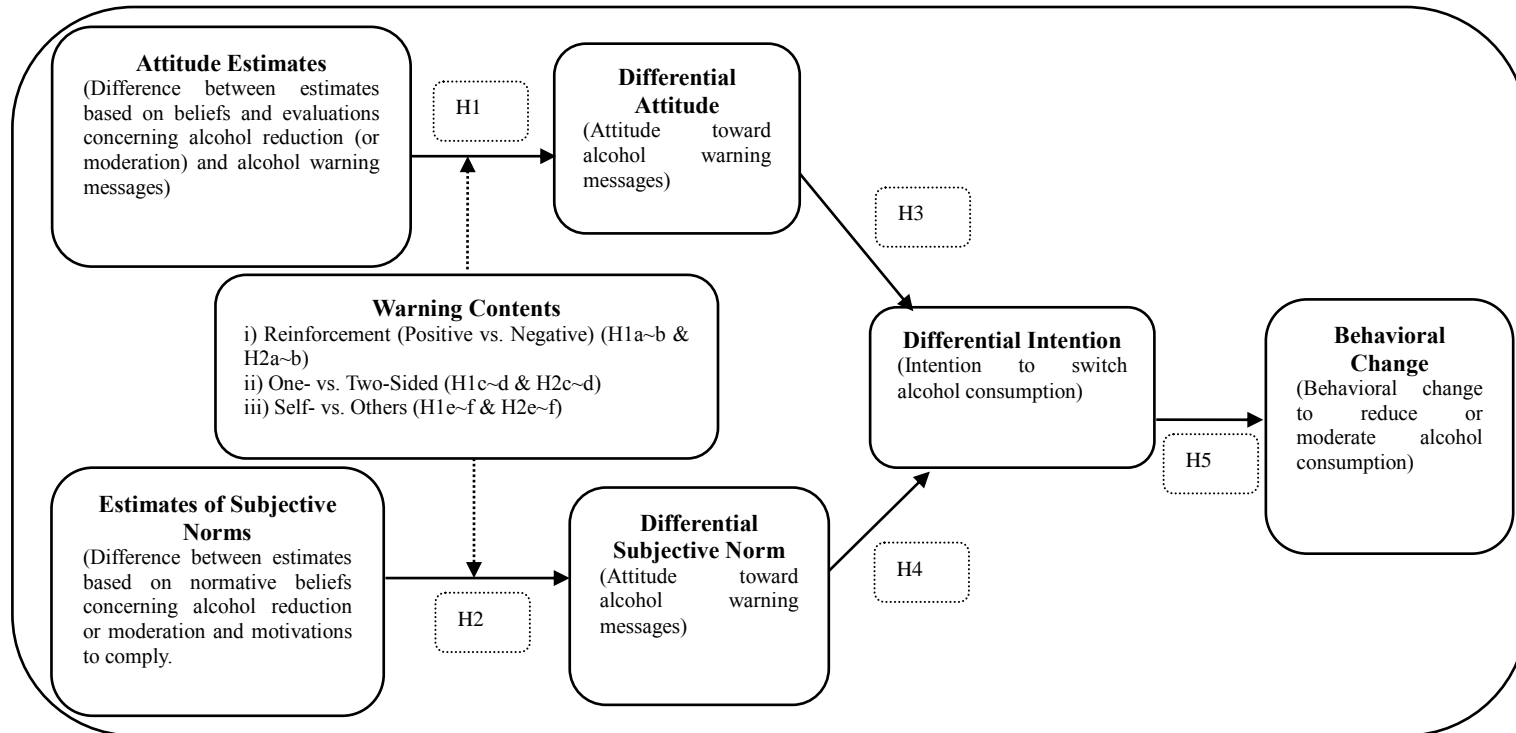 Attitude Estimates
(Difference between estimates
based on beliefs and evaluations
concerning alcohol reduction (or
moderation) and alcohol warning
messages)
H1
Differential
Attitude
(Attitude toward
alcohol warning
messages)
H3
Warning Contents
i) Reinforcement (Positive vs. Negative) (H1a~b &
H2a~b)
ii) One- vs. Two-Sided (H1c~d & H2c~d)
iii) Self- vs. Others (H1e~f & H2e~f)
Differential Intention
(Intention to switch
alcohol consumption)
Behavioral
Change
(Behavioral change
to reduce or
moderate alcohol
consumption)
H5
Estimates of Subjective
Norms
(Difference between estimates
based on normative beliefs
concerning alcohol reduction
or moderation and motivations
to comply.
H2
Differential
Subjective Norm
(Attitude toward
alcohol warning
messages)
H4